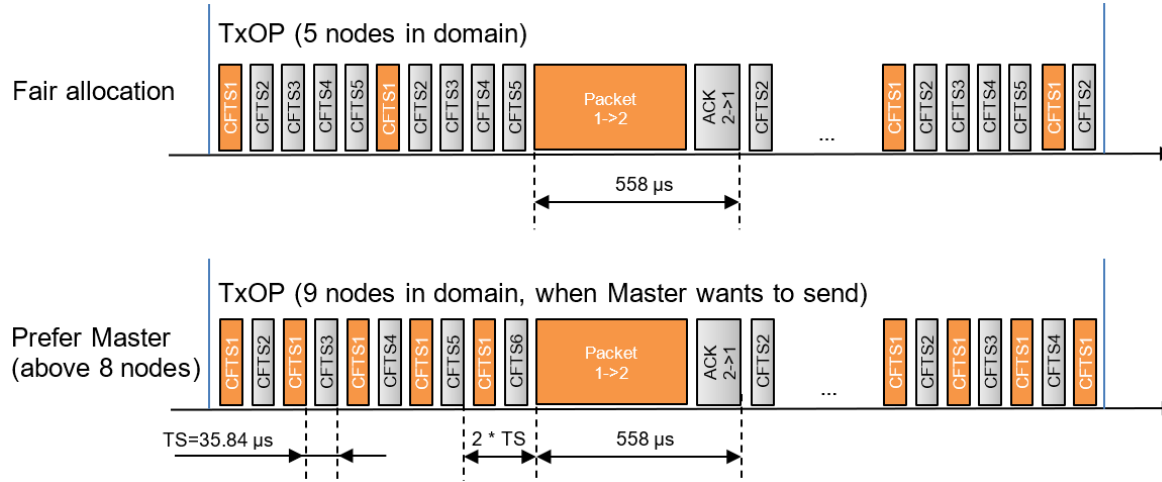 TxOP (5 nodes in domain)
Fair allocation
CFTS1
CFTS2
CFTS3
CFTS4
CFTS5
CFTS1
CFTS2
CFTS3
CFTS4
CFTS5
Packet
1->2
ACK
2->1
CFTS2
...
CFTS1
CFTS2
CFTS3
CFTS4
CFTS5
CFTS1
CFTS2
558 µs
TxOP (9 nodes in domain, when Master wants to send)
Prefer Master
(above 8 nodes)
CFTS1
CFTS2
CFTS1
CFTS3
CFTS1
CFTS4
CFTS1
CFTS5
CFTS1
CFTS6
Packet
1->2
ACK
2->1
CFTS2
...
CFTS1
CFTS2
CFTS1
CFTS3
CFTS1
CFTS4
CFTS1
TS=35.84 µs
2 * TS
558 µs